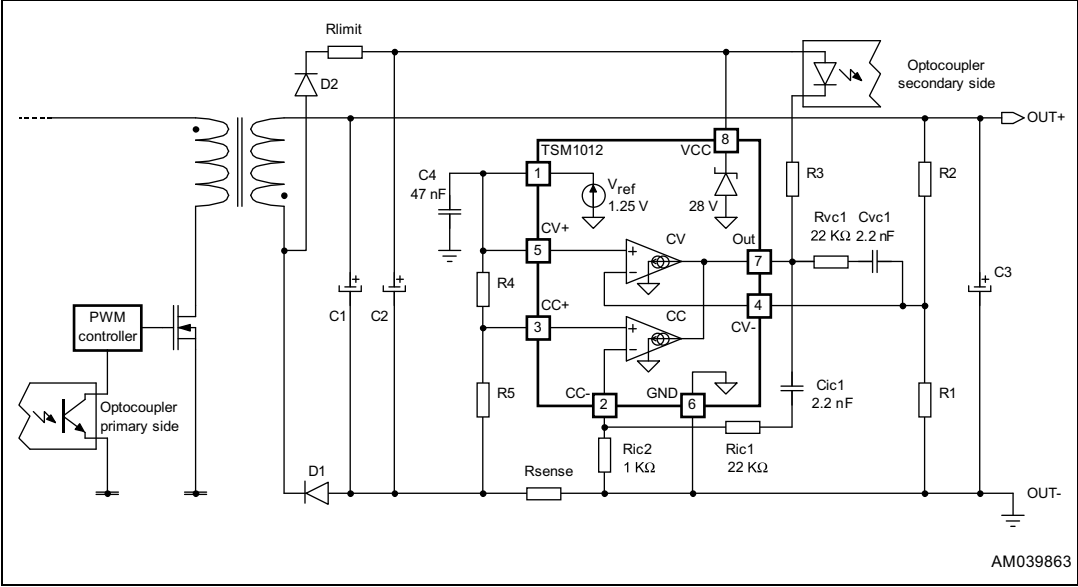 Rlimit
D2
Optocoupler
secondary side
OUT+
TSM1012
VCC
8
C4
47 nF
1
Vref
1.25 V
28 V
R3
R2
Rvc1
22 KΩ
Cvc1
2.2 nF
CV+
5
CV
Out
7
R4
C3
C1
C2
CC+
3
CC
4
CV-
PWM
controller
R5
CC-
2
GND
6
Cic1
2.2 nF
R1
Optocoupler
primary side
Ric2
1 KΩ
Ric1
22 KΩ
D1
Rsense
OUT-
AM039863